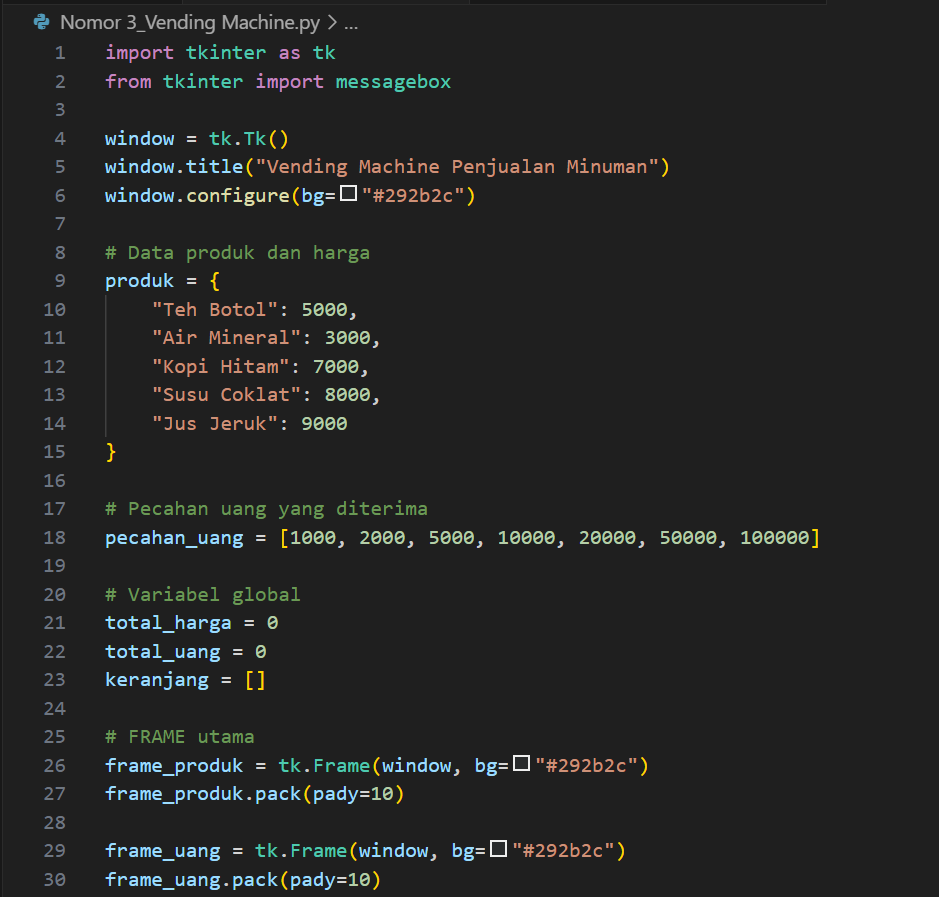 Nomor 3_Vending Machine.py > ...
1 import tkinter as tk
2 from tkinter import messagebox
3
4 window = tk.Tk()
5 window.title("Vending Machine Penjualan Minuman")
6 window.configure(bg="#292b2c")
7
8 # Data produk dan harga
9 produk = {
10     "Teh Botol": 5000,
11     "Air Mineral": 3000,
12     "Kopi Hitam": 7000,
13     "Susu Coklat": 8000,
14     "Jus Jeruk": 9000
15 }
16
17 # Pecahan uang yang diterima
18 pecahan_uang = [1000, 2000, 5000, 10000, 20000, 50000, 100000]
19
20 # Variabel global
21 total_harga = 0
22 total_uang = 0
23 keranjang = []
24
25 # FRAME utama
26 frame_produk = tk.Frame(window, bg="#292b2c")
27 frame_produk.pack(pady=10)
28
29 frame_uang = tk.Frame(window, bg="#292b2c")
30 frame_uang.pack(pady=10)